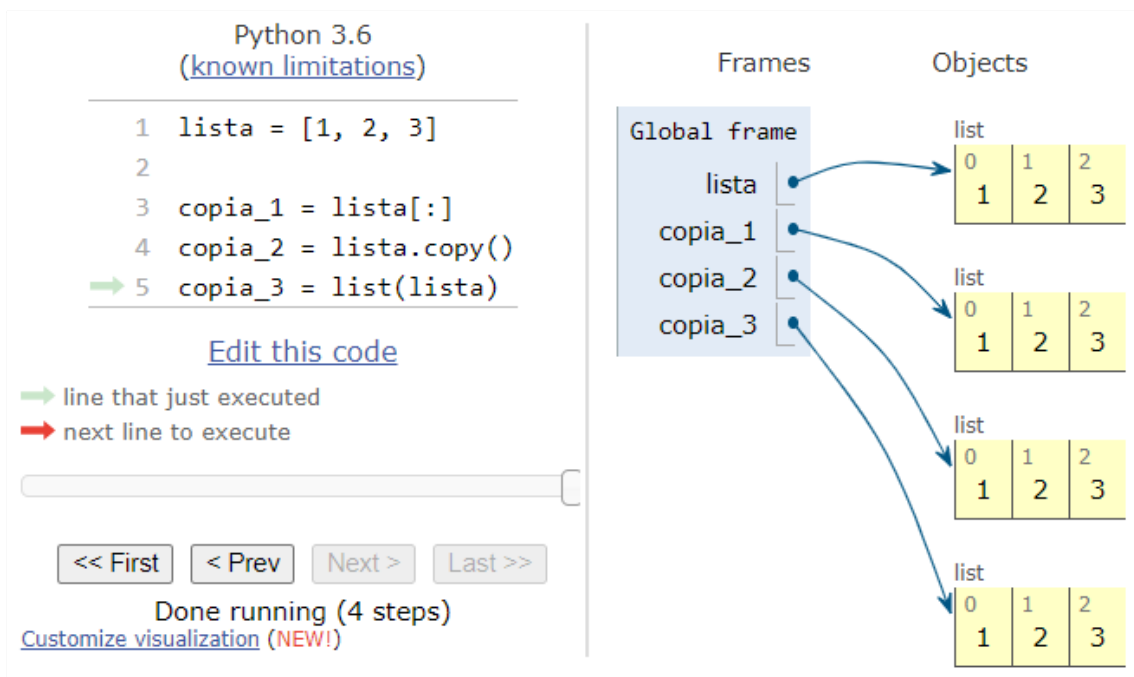 Python 3.6
(known limitations)
1 lista = [1, 2, 3]
2
3 copia_1 = lista[:]
4 copia_2 = lista.copy()
5 copia_3 = list(lista)
Edit this code
line that just executed
next line to execute
<< First < Prev Next > Last >>
Done running (4 steps)
Customize visualization (NEW!)
Frames Objects
Global frame
lista
copia_1
copia_2
copia_3
list
0 1 2
1 2 3
list
0 1 2
1 2 3
list
0 1 2
1 2 3
list
0 1 2
1 2 3